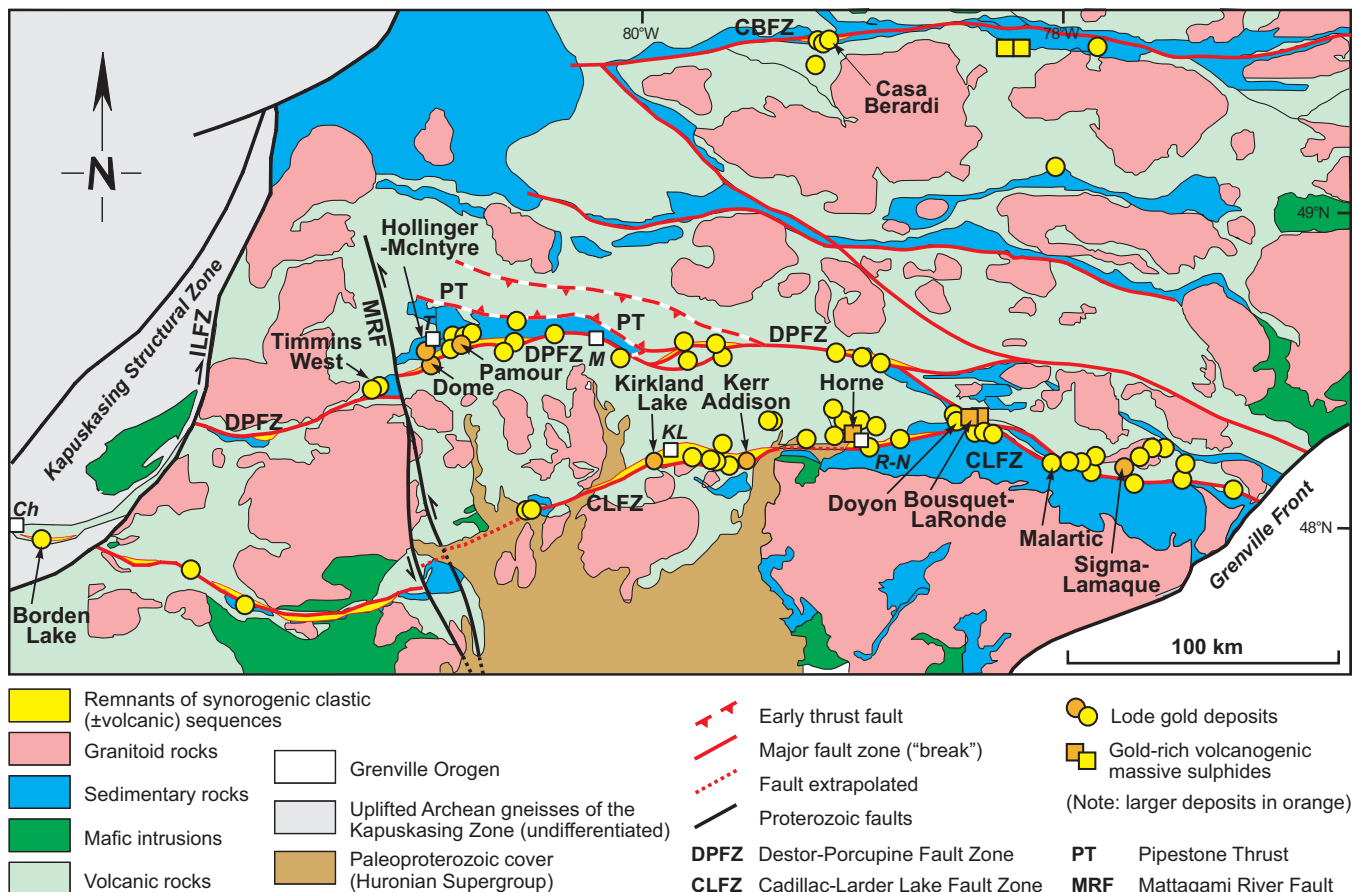 80°W
78°W
CBFZ
Casa
Berardi
N
49°N
Hollinger
-McIntyre
Kapuskasing Structural Zone
ILFZ
MRF
PT
T
PT
Timmins
West
DPFZ
M
DPFZ
Pamour
Dome
DPFZ
Kirkland
Lake
Kerr
Addison
Horne
KL
R-N
CLFZ
CLFZ
Doyon
Bousquet-
LaRonde
Malartic
Sigma-
Lamaque
Grenville Front
48°N
Ch
Borden
Lake
100 km
Remnants of synorogenic clastic
(±volcanic) sequences
Granitoid rocks
Sedimentary rocks
Mafic intrusions
Volcanic rocks
Grenville Orogen
Uplifted Archean gneisses of the
Kapuskasing Zone (undifferentiated)
Paleoproterozoic cover
(Huronian Supergroup)
Early thrust fault
Major fault zone (“break”)
Fault extrapolated
Proterozoic faults
DPFZ Destor-Porcupine Fault Zone
CLFZ Cadillac-Larder Lake Fault Zone
Lode gold deposits
Gold-rich volcanogenic
massive sulphides
(Note: larger deposits in orange)
PT Pipestone Thrust
MRF Mattagami River Fault